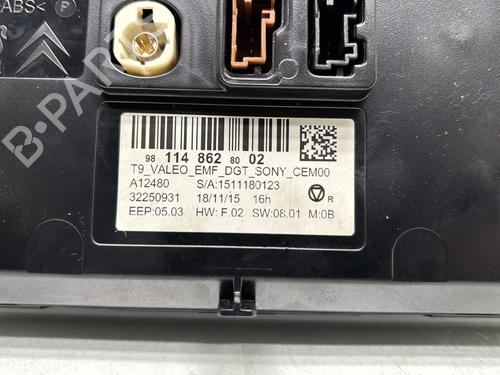 ABS< P
98 114 862 80 02
T9_VALEO_EMF_DGT_SONY_CEM00
A12480 S/A:1511180123
32250931 18/11/15 16h R
EEP:05.03 HW:F.02 SW:08.01 M:0B
B-PARTS